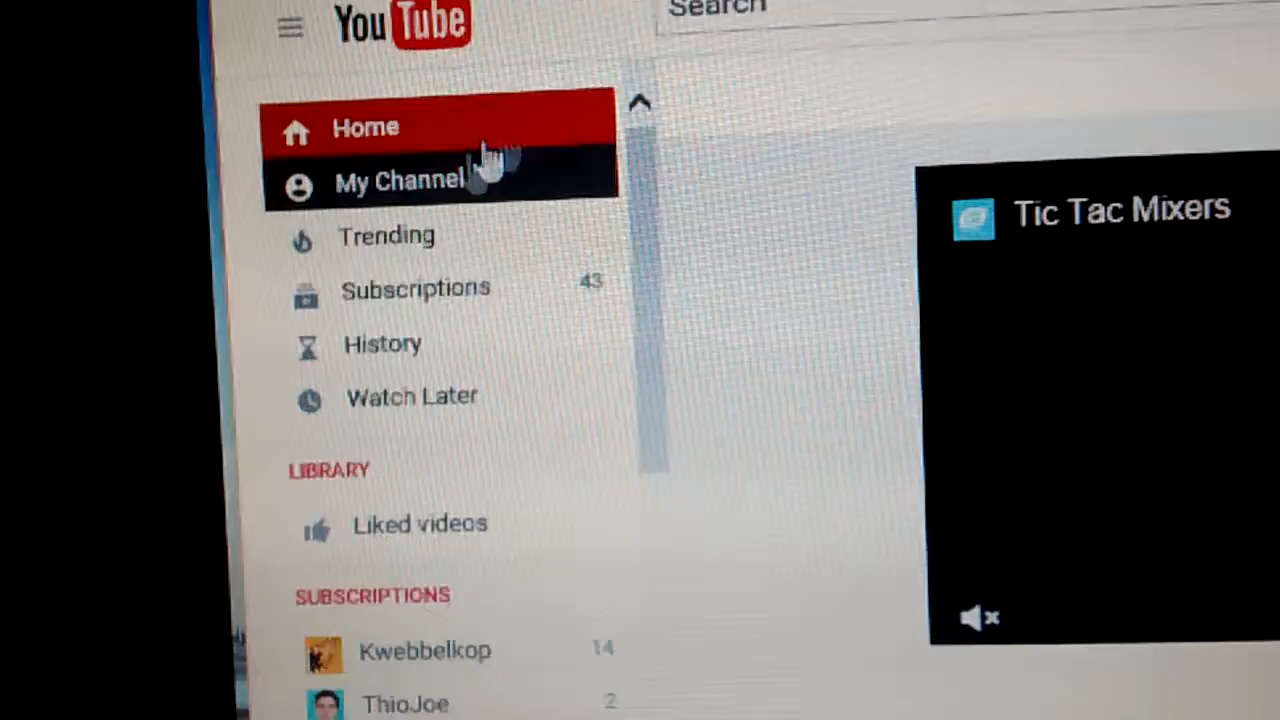 YouTube
Search
Home
My Channel
Trending
Subscriptions 43
History
Watch Later
LIBRARY
Liked videos
SUBSCRIPTIONS
Kwebbelkop 14
ThioJoe 2
Tic Tac Mixers